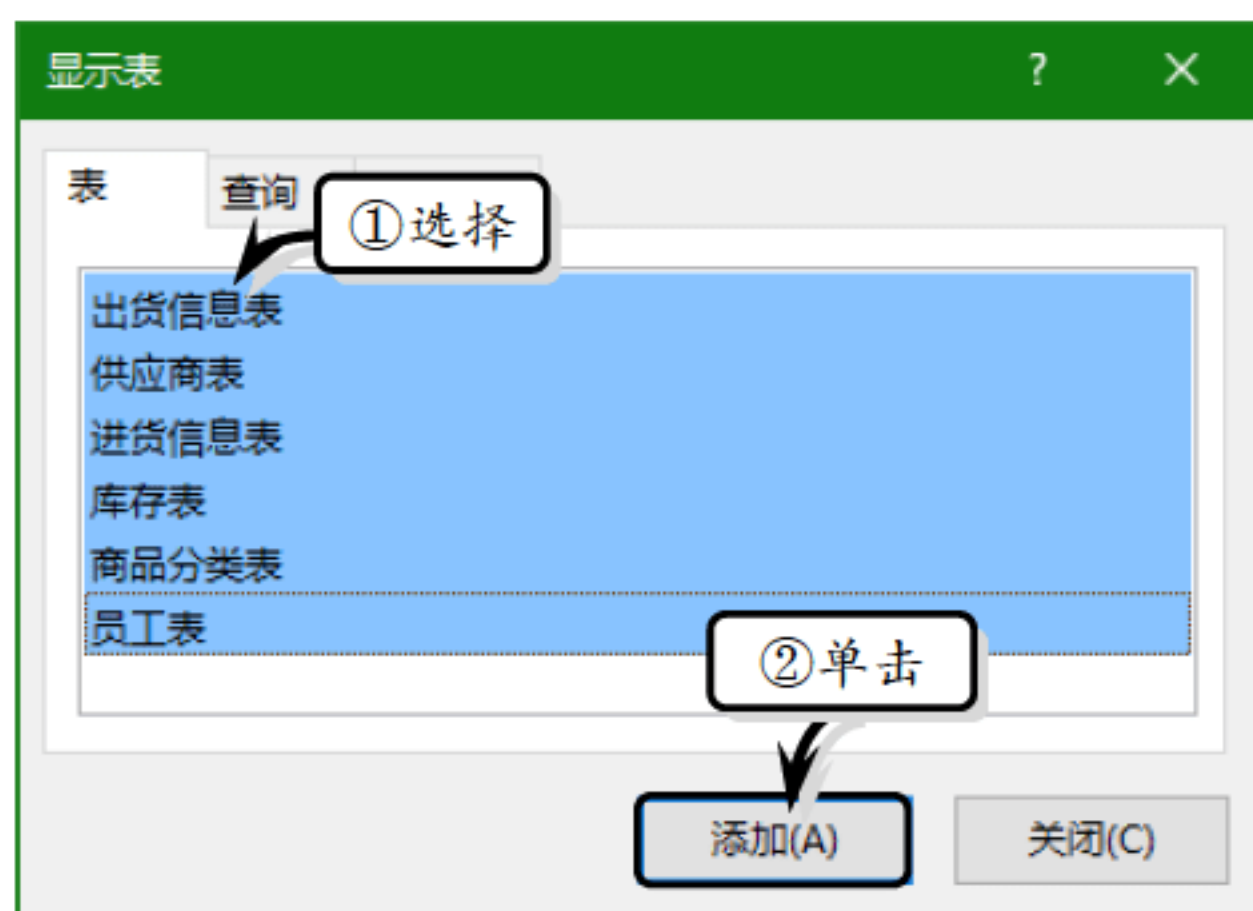 显示表 ? ×
表 查询
①选择
出货信息表
供应商表
进货信息表
库存表
商品分类表
员工表
②单击
添加(A) 关闭(C)